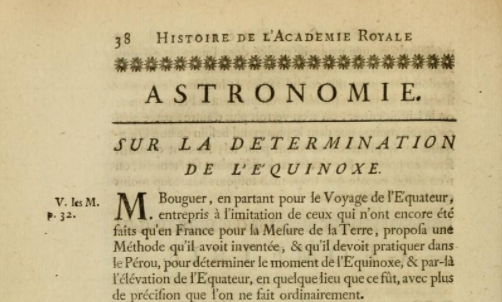 38 HISTOIRE DE L'ACADEMIE ROYALE
ASTRONOMIE.
SUR LA DETERMINATION
DE L'E'QUINOXE.
V. les M.
p. 32.
M. Bouguer, en partant pour le Voyage de l'Equateur,
entrepris à l'imitation de ceux qui n'ont encore été
faits qu'en France pour la Meſure de la Terre, propoſa une
Méthode qu'il avoit inventée, & qu'il devoit pratiquer dans
le Pérou, pour déterminer le moment de l'Equinoxe, & par-là
l'élévation de l'Equateur, en quelque lieu que ce fût, avec plus
de préciſion que l'on ne fait ordinairement.